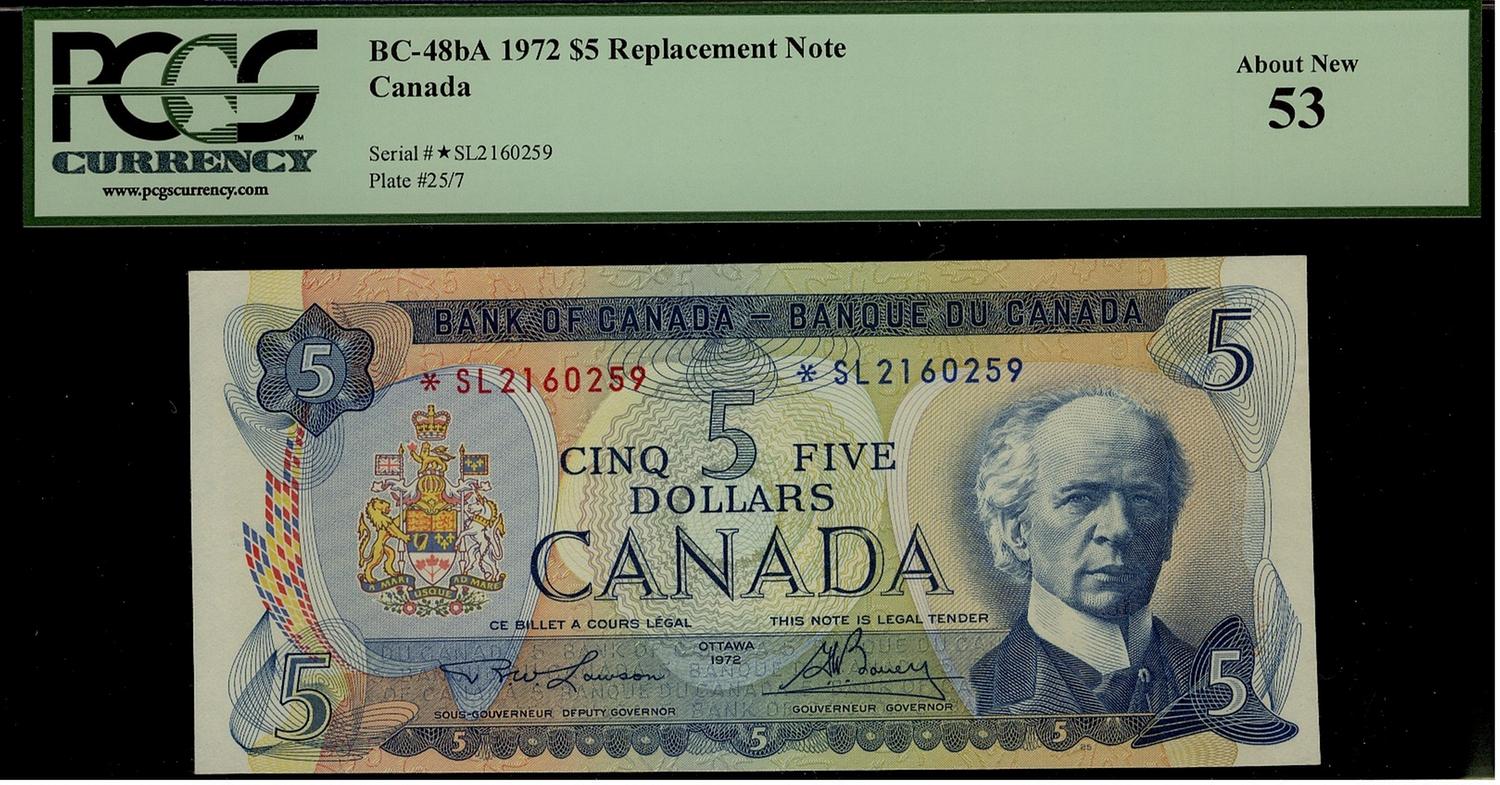 PCGS
™
CURRENCY
www.pcgscurrency.com
BC-48bA 1972 $5 Replacement Note
Canada
Serial #★SL2160259
Plate #25/7
About New
53
BANK OF CANADA – BANQUE DU CANADA
5
5
* SL2160259
* SL2160259
5
CINQ FIVE
DOLLARS
CANADA
A MARI USQUE AD MARE
CE BILLET A COURS LÉGAL
THIS NOTE IS LEGAL TENDER
OTTAWA
1972
SOUS-GOUVERNEUR DEPUTY GOVERNOR
GOUVERNEUR GOVERNOR
5
5
5
5
5
25